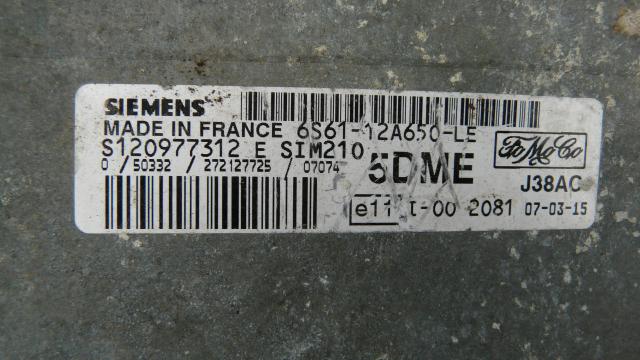 SIEMENS
MADE IN FRANCE 6S61-12A650-LE
S120977312 E SIM210
0 / 50332 / 272127725 / 07074
5DME
FoMoCo
J38AC
e11 I-00 2081 07-03-15